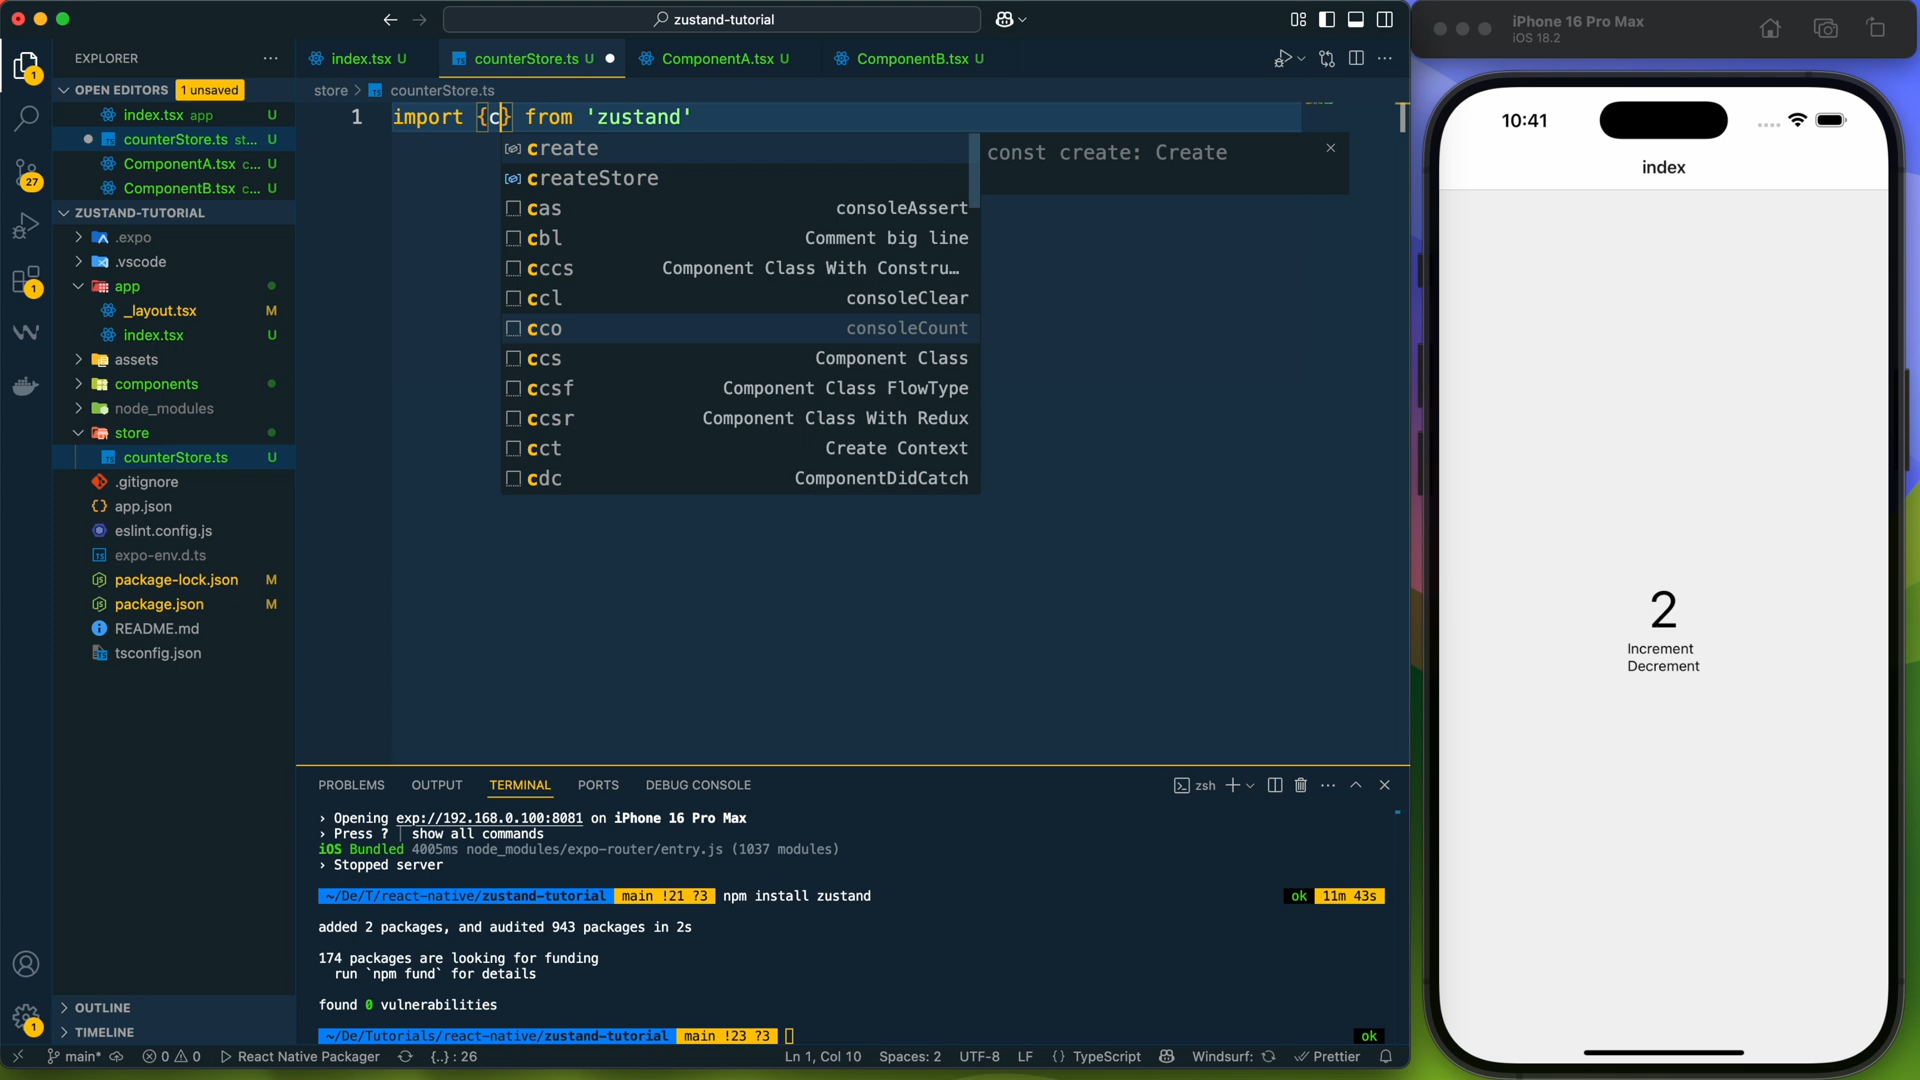 zustand-tutorial
iPhone 16 Pro Max
iOS 18.2
EXPLORER
index.tsx U
counterStore.ts U
ComponentA.tsx U
ComponentB.tsx U
OPEN EDITORS
1 unsaved
index.tsx app U
counterStore.ts st... U
ComponentA.tsx c... U
ComponentB.tsx c... U
ZUSTAND-TUTORIAL
.expo
.vscode
app
_layout.tsx M
index.tsx U
assets
components
node_modules
store
counterStore.ts U
.gitignore
app.json
eslint.config.js
expo-env.d.ts
package-lock.json M
package.json M
README.md
tsconfig.json
OUTLINE
TIMELINE
1
27
1
1
store > counterStore.ts
1 import {c} from 'zustand'
create
createStore
cas consoleAssert
cbl Comment big line
cccs Component Class With Constru…
ccl consoleClear
cco consoleCount
ccs Component Class
ccsf Component Class FlowType
ccsr Component Class With Redux
cct Create Context
cdc ComponentDidCatch
const create: Create
PROBLEMS OUTPUT TERMINAL PORTS DEBUG CONSOLE
zsh
› Opening exp://192.168.0.100:8081 on iPhone 16 Pro Max
› Press ? │ show all commands
iOS Bundled 4005ms node_modules/expo-router/entry.js (1037 modules)
› Stopped server
~/De/T/react-native/zustand-tutorial main !21 ?3 npm install zustand ok 11m 43s
added 2 packages, and audited 943 packages in 2s
174 packages are looking for funding
run `npm fund` for details
found 0 vulnerabilities
~/De/Tutorials/react-native/zustand-tutorial main !23 ?3 ok
main* 0 0 React Native Packager {..} : 26 Ln 1, Col 10 Spaces: 2 UTF-8 LF {} TypeScript Windsurf: Prettier
10:41
index
2
Increment
Decrement